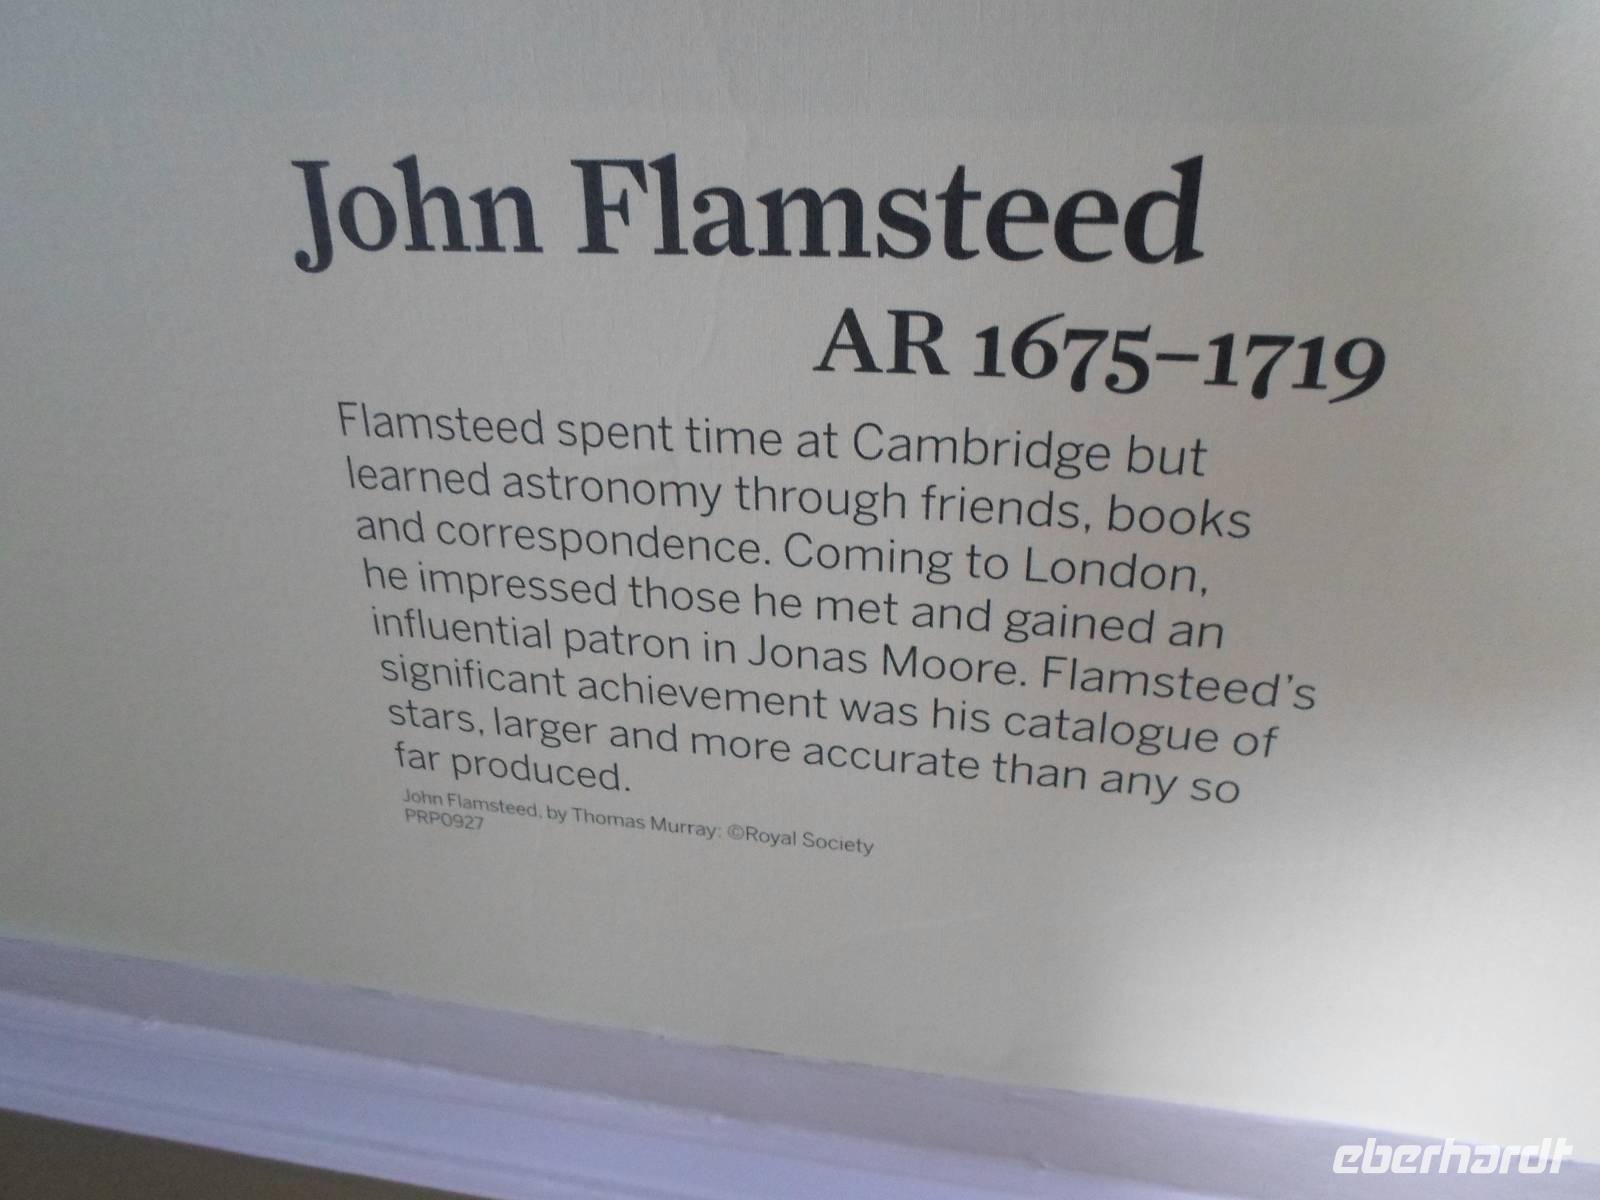 John Flamsteed
AR 1675–1719
Flamsteed spent time at Cambridge but
learned astronomy through friends, books
and correspondence. Coming to London,
he impressed those he met and gained an
influential patron in Jonas Moore. Flamsteed's
significant achievement was his catalogue of
stars, larger and more accurate than any so
far produced.
John Flamsteed, by Thomas Murray: ©Royal Society
PRP0927
eberhardt